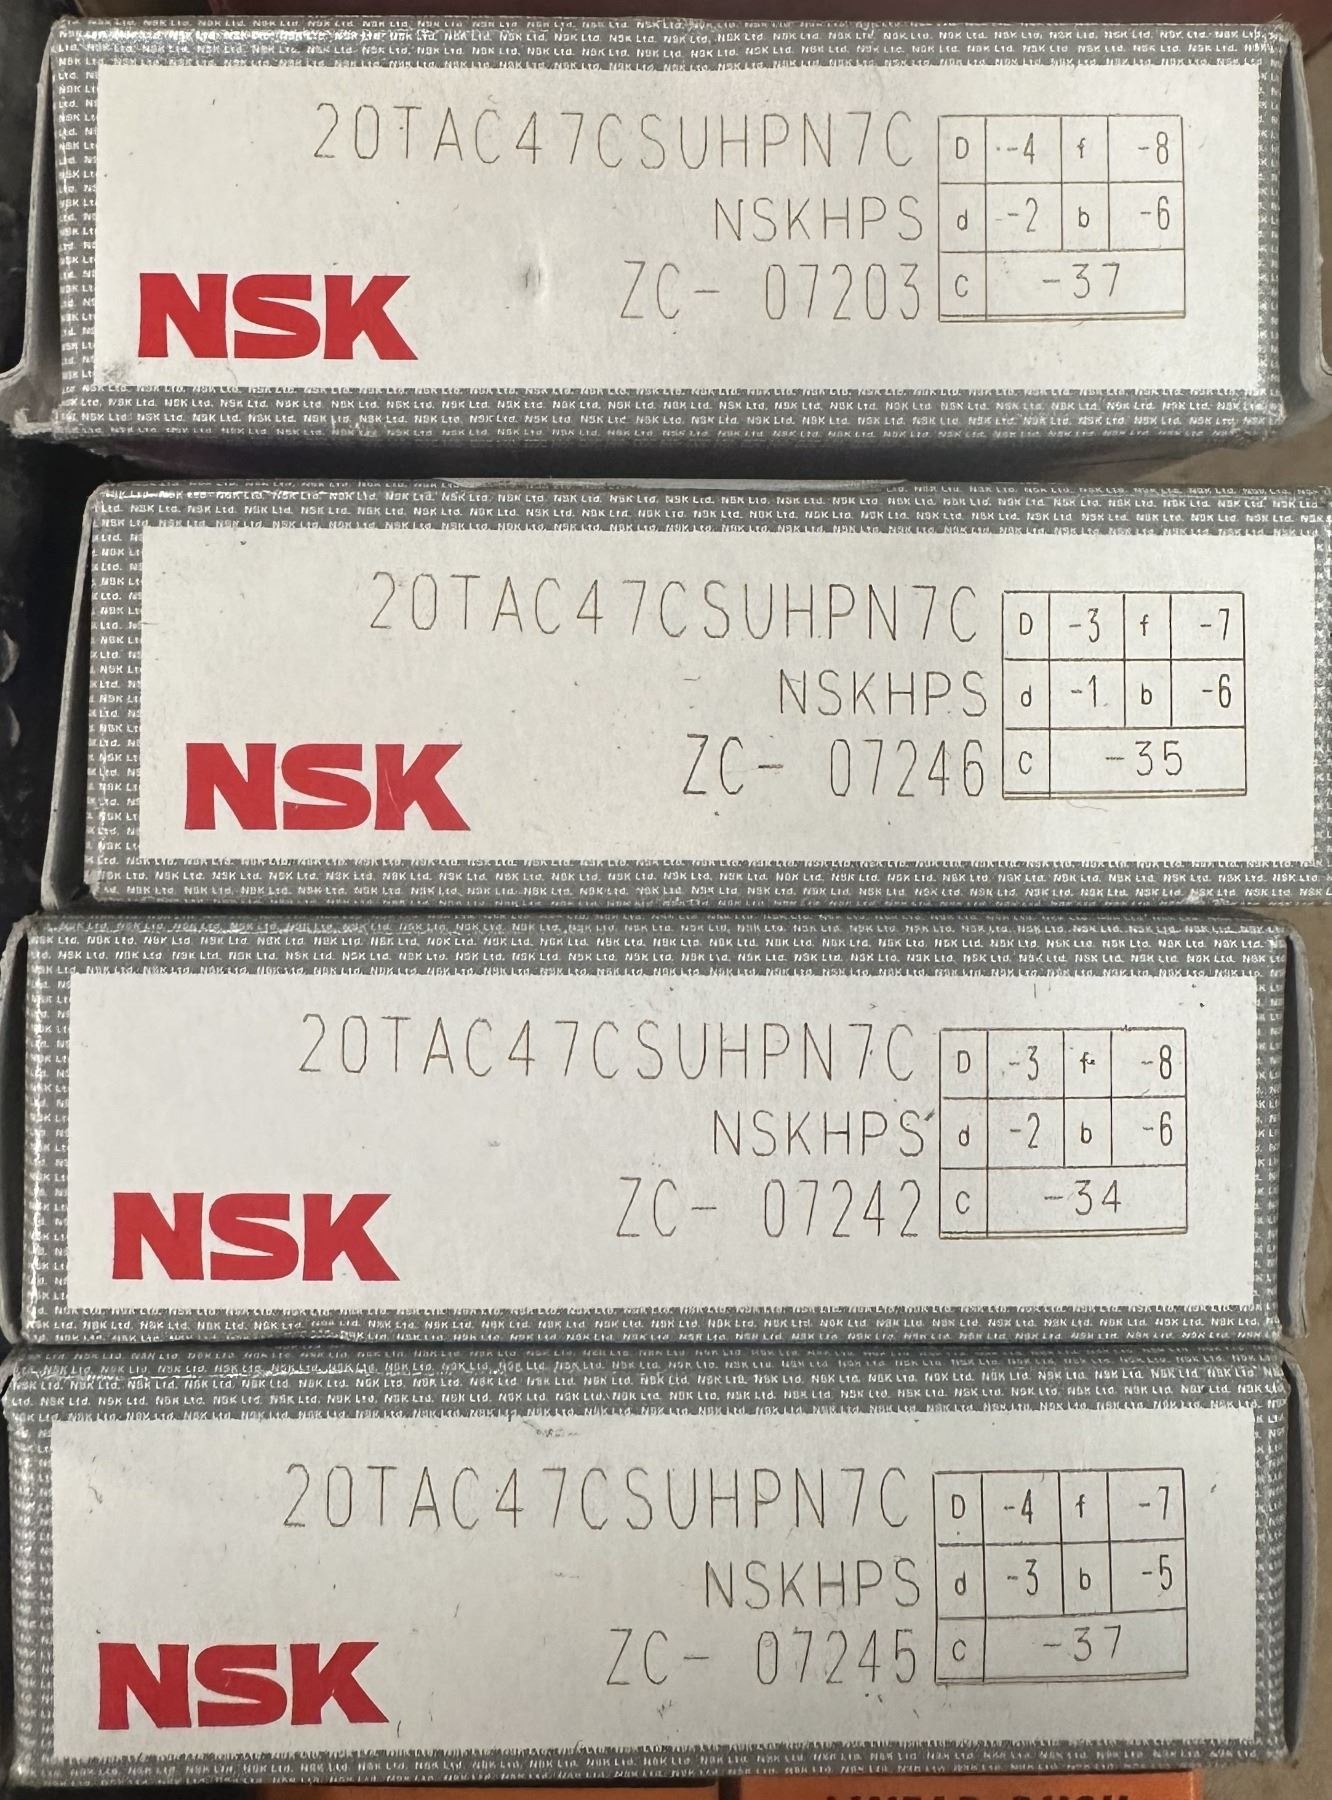 20TAC47CSUHPN7C D -4 f -8
NSKHPS d -2 b -6
ZC- 07203 C -37
NSK
20TAC47CSUHPN7C D -3 f -7
NSKHPS d -1 b -6
ZC- 07246 C -35
NSK
20TAC47CSUHPN7C D -3 f -8
NSKHPS d -2 b -6
ZC- 07242 C -34
NSK
20TAC47CSUHPN7C D -4 f -7
NSKHPS d -3 b -5
ZC- 07245 C -37
NSK